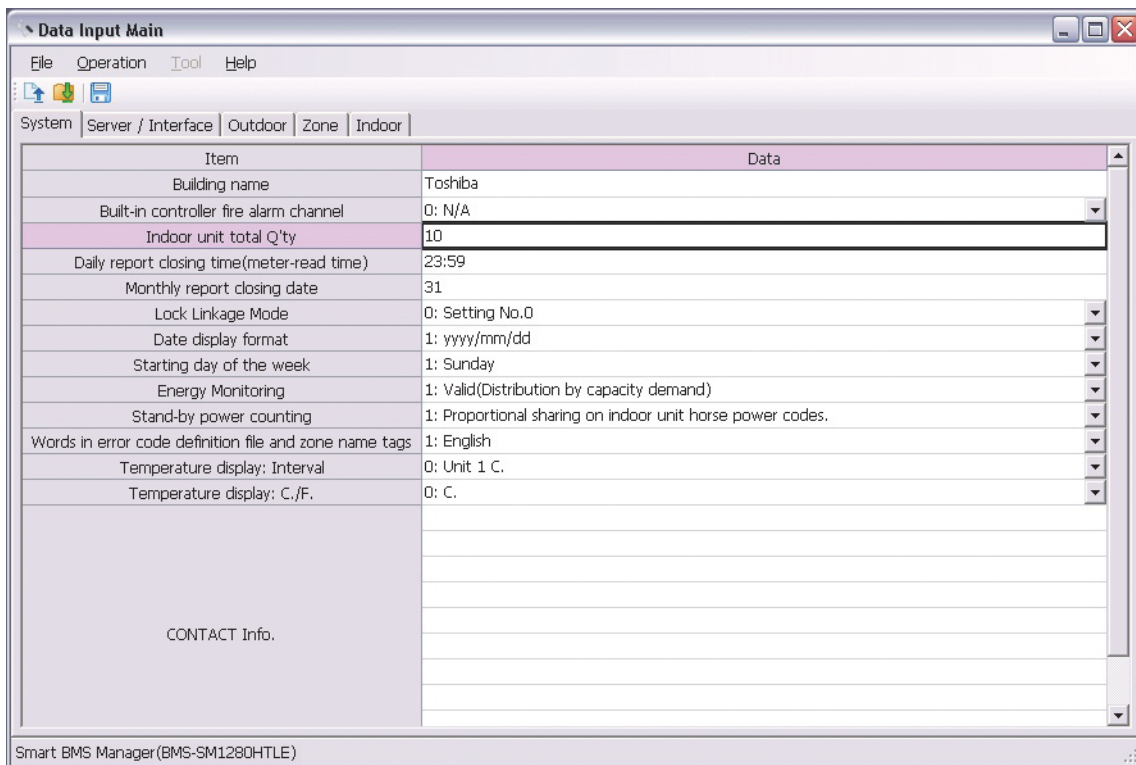 Data Input Main
File Operation Tool Help
System Server / Interface Outdoor Zone Indoor
Item Data
Building name Toshiba
Built-in controller fire alarm channel 0: N/A
Indoor unit total Q'ty 10
Daily report closing time(meter-read time) 23:59
Monthly report closing date 31
Lock Linkage Mode 0: Setting No.0
Date display format 1: yyyy/mm/dd
Starting day of the week 1: Sunday
Energy Monitoring 1: Valid(Distribution by capacity demand)
Stand-by power counting 1: Proportional sharing on indoor unit horse power codes.
Words in error code definition file and zone name tags 1: English
Temperature display: Interval 0: Unit 1 C.
Temperature display: C./F. 0: C.
CONTACT Info.
Smart BMS Manager(BMS-SM1280HTLE)